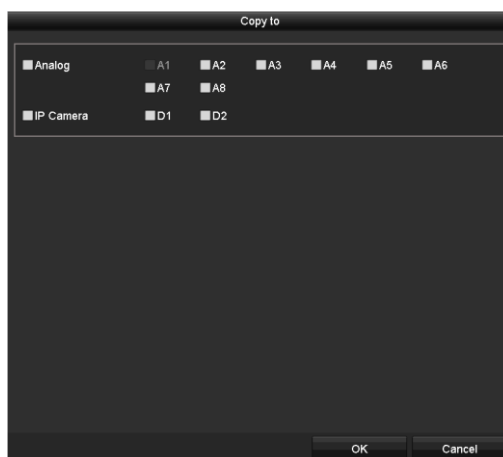 Copy to
Analog A1 A2 A3 A4 A5 A6
A7 A8
IP Camera D1 D2
OK Cancel